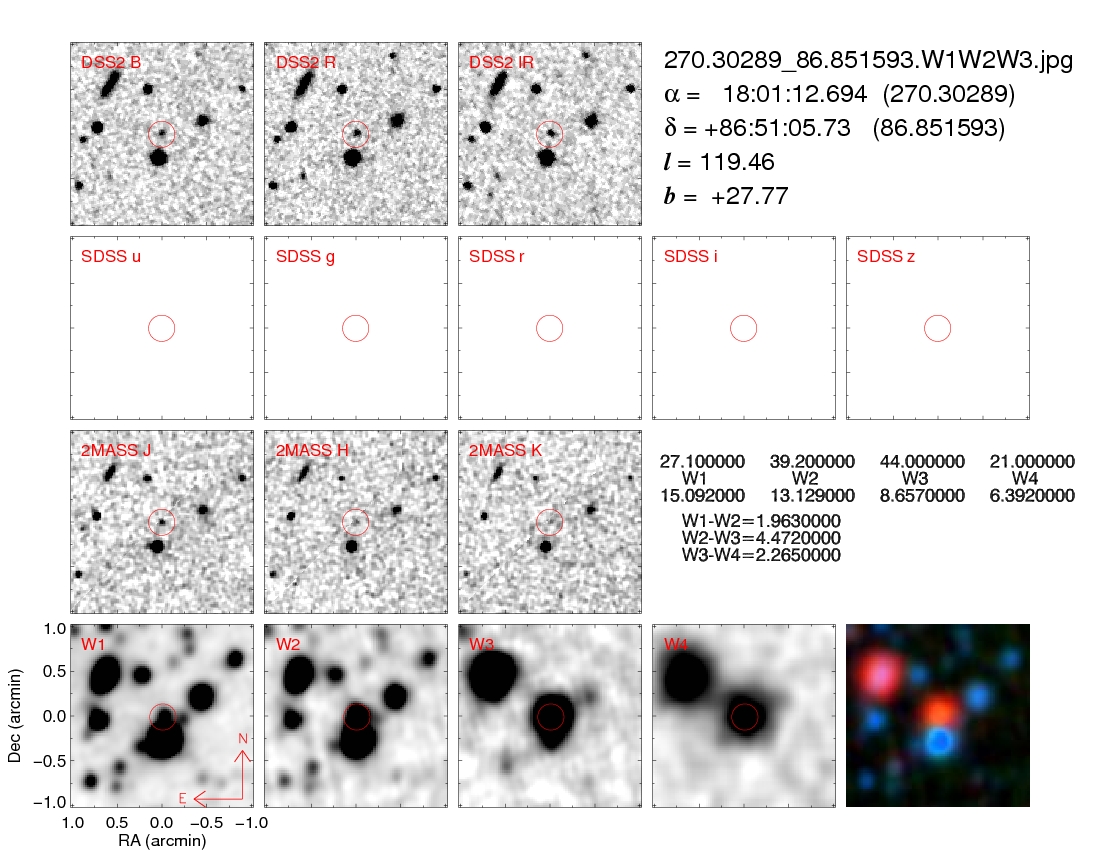 DSS2 B
DSS2 R
DSS2 IR
270.30289_86.851593.W1W2W3.jpg
α = 18:01:12.694 (270.30289)
δ = +86:51:05.73 (86.851593)
l = 119.46
b = +27.77
SDSS u
SDSS g
SDSS r
SDSS i
SDSS z
2MASS J
2MASS H
2MASS K
27.100000 39.200000 44.000000 21.000000
W1 W2 W3 W4
15.092000 13.129000 8.6570000 6.3920000
W1-W2=1.9630000
W2-W3=4.4720000
W3-W4=2.2650000
W1
W2
W3
W4
1.0
0.5
0.0
−0.5
−1.0
Dec (arcmin)
N
E
1.0 0.5 0.0 −0.5 −1.0
RA (arcmin)